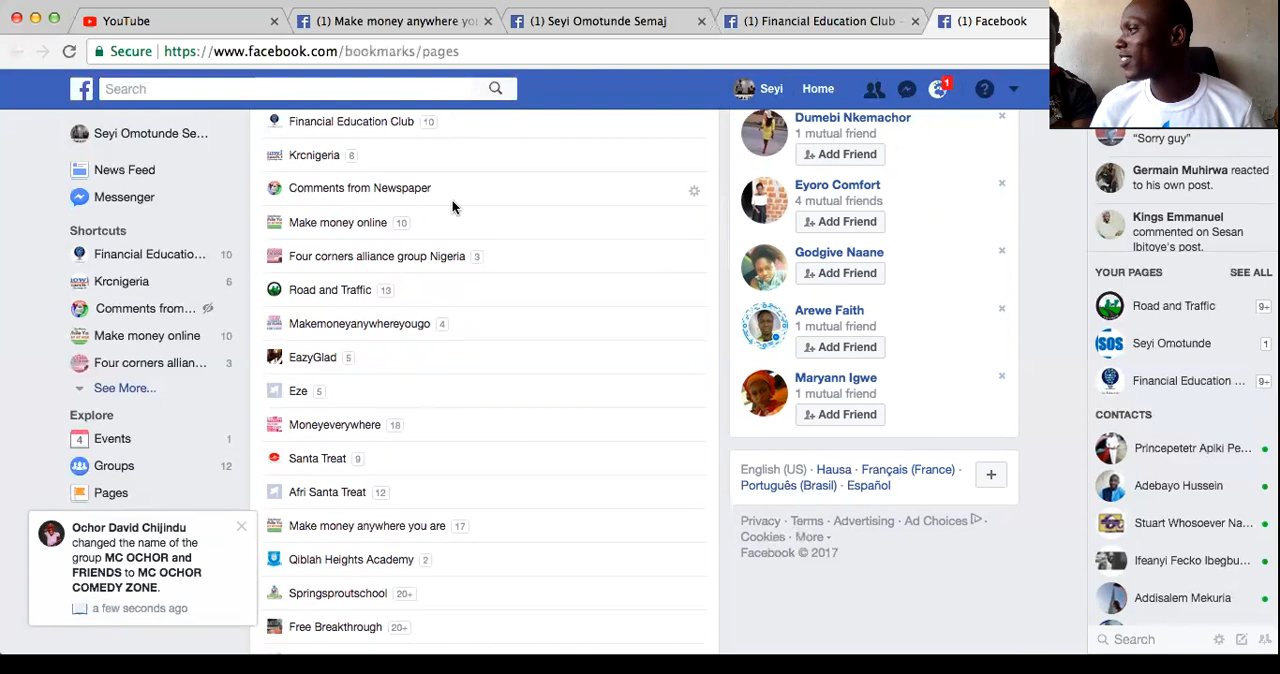 YouTube
(1) Make money anywhere yo
(1) Seyi Omotunde Semaj
(1) Financial Education Club -
(1) Facebook
Secure
https://www.facebook.com/bookmarks/pages
Search
Seyi
Home
1
Seyi Omotunde Se...
News Feed
Messenger
Shortcuts
Financial Educatio... 10
Krcnigeria 6
Comments from...
Make money online 10
Four corners allian... 3
See More...
Explore
4 Events 1
Groups 12
Pages
Ochor David Chijindu
changed the name of the
group MC OCHOR and
FRIENDS to MC OCHOR
COMEDY ZONE.
a few seconds ago
Financial Education Club 10
Krcnigeria 6
Comments from Newspaper
Make money online 10
Four corners alliance group Nigeria 3
Road and Traffic 13
Makemoneyanywhereyougo 4
EazyGlad 5
Eze 5
Moneyeverywhere 18
Santa Treat 9
Afri Santa Treat 12
Make money anywhere you are 17
Qiblah Heights Academy 2
Springsproutschool 20+
Free Breakthrough 20+
Dumebi Nkemachor
1 mutual friend
Add Friend
Eyoro Comfort
4 mutual friends
Add Friend
Godgive Naane
Add Friend
Arewe Faith
1 mutual friend
Add Friend
Maryann Igwe
1 mutual friend
Add Friend
English (US) · Hausa · Français (France) ·
Português (Brasil) · Español
Privacy · Terms · Advertising · Ad Choices ·
Cookies · More
Facebook © 2017
"Sorry guy"
Germain Muhirwa reacted
to his own post.
Kings Emmanuel
commented on Sesan
Ibitoye's post.
YOUR PAGES SEE ALL
Road and Traffic 9+
SOS Seyi Omotunde 1
Financial Education ... 9+
CONTACTS
Princepetetr Apiki Pe...
Adebayo Hussein
Stuart Whosoever Na...
Ifeanyi Fecko Ibegbu...
Addisalem Mekuria
Search